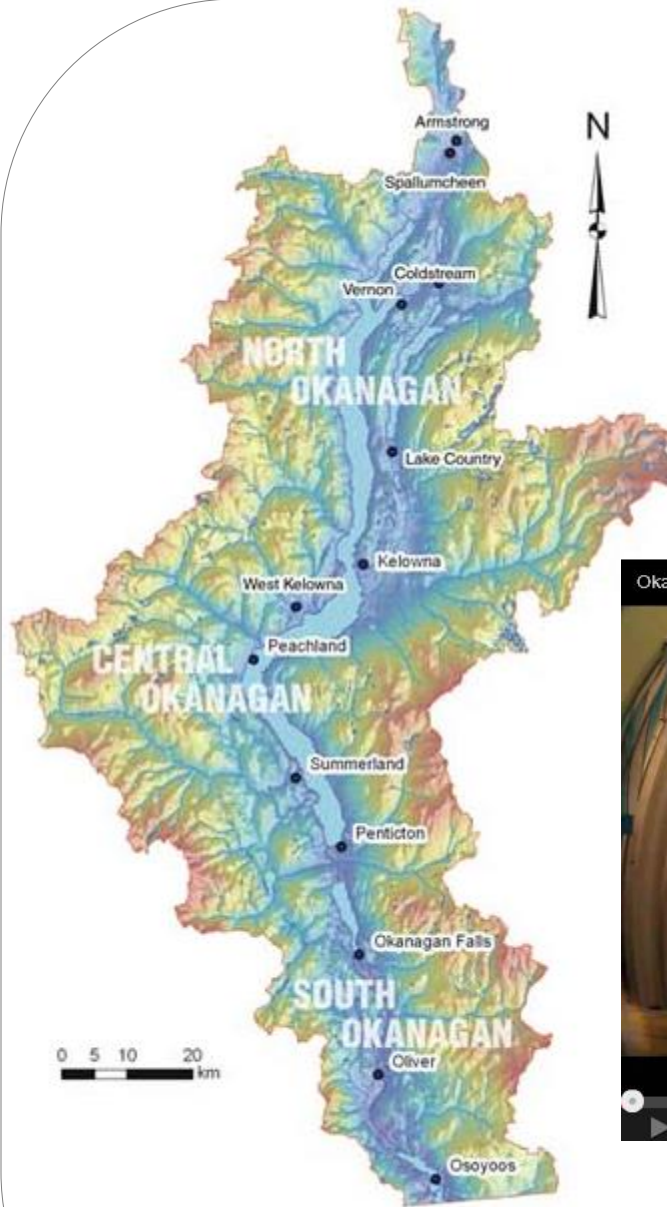 Armstrong
N
Spallumcheen
Coldstream
Vernon
NORTH
OKANAGAN
Lake Country
Kelowna
West Kelowna
Peachland
CENTRAL
OKANAGAN
Summerland
Penticton
Okanagan Falls
SOUTH
OKANAGAN
0 5 10 20
km
Oliver
Osoyoos